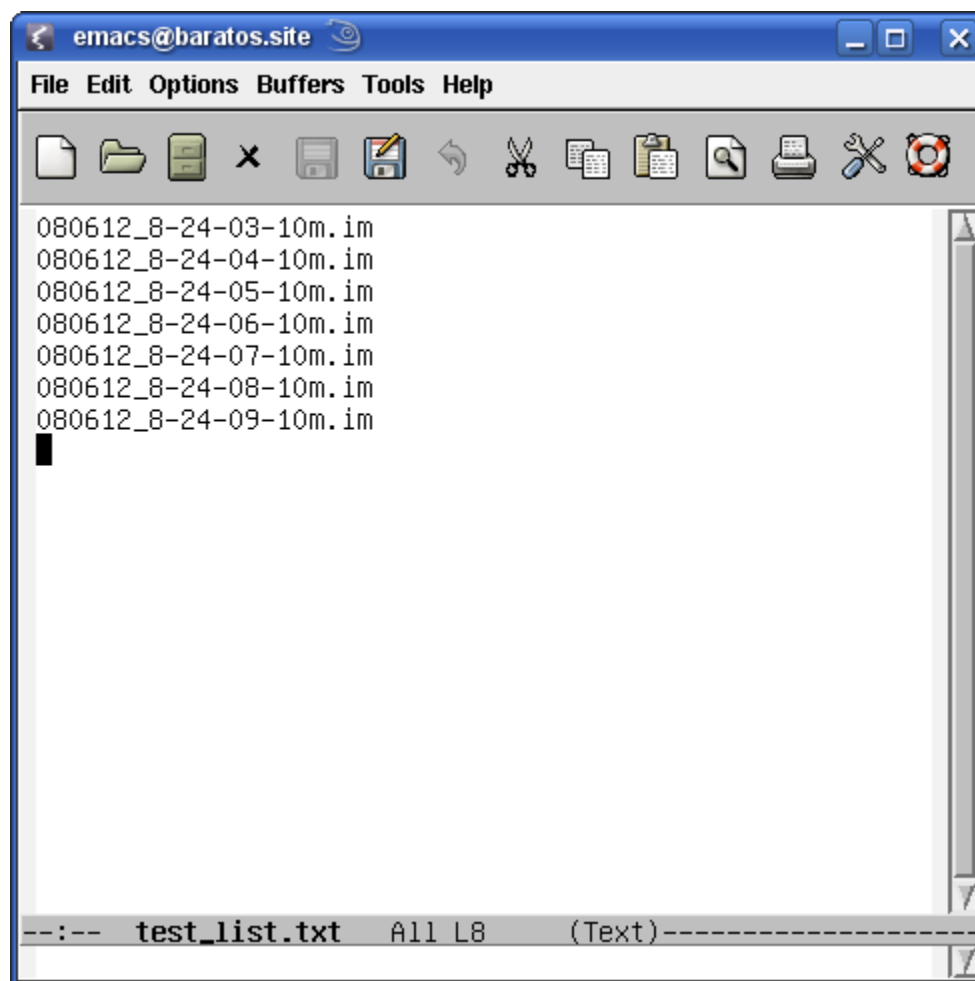 emacs@baratos.site
File Edit Options Buffers Tools Help
080612_8-24-03-10m.im
080612_8-24-04-10m.im
080612_8-24-05-10m.im
080612_8-24-06-10m.im
080612_8-24-07-10m.im
080612_8-24-08-10m.im
080612_8-24-09-10m.im
--:-- test_list.txt All L8 (Text)--------------------